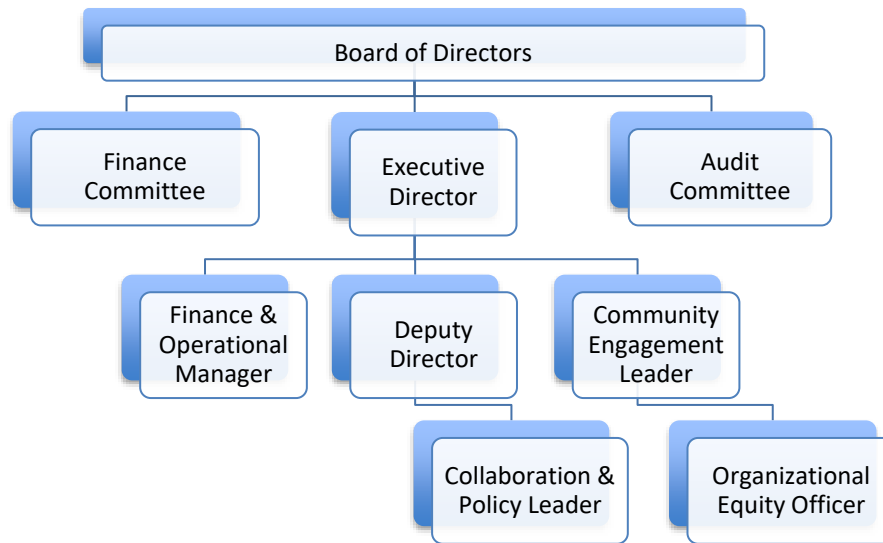 Board of Directors
Finance
Committee
Executive
Director
Audit
Committee
Finance &
Operational
Manager
Deputy
Director
Community
Engagement
Leader
Collaboration &
Policy Leader
Organizational
Equity Officer